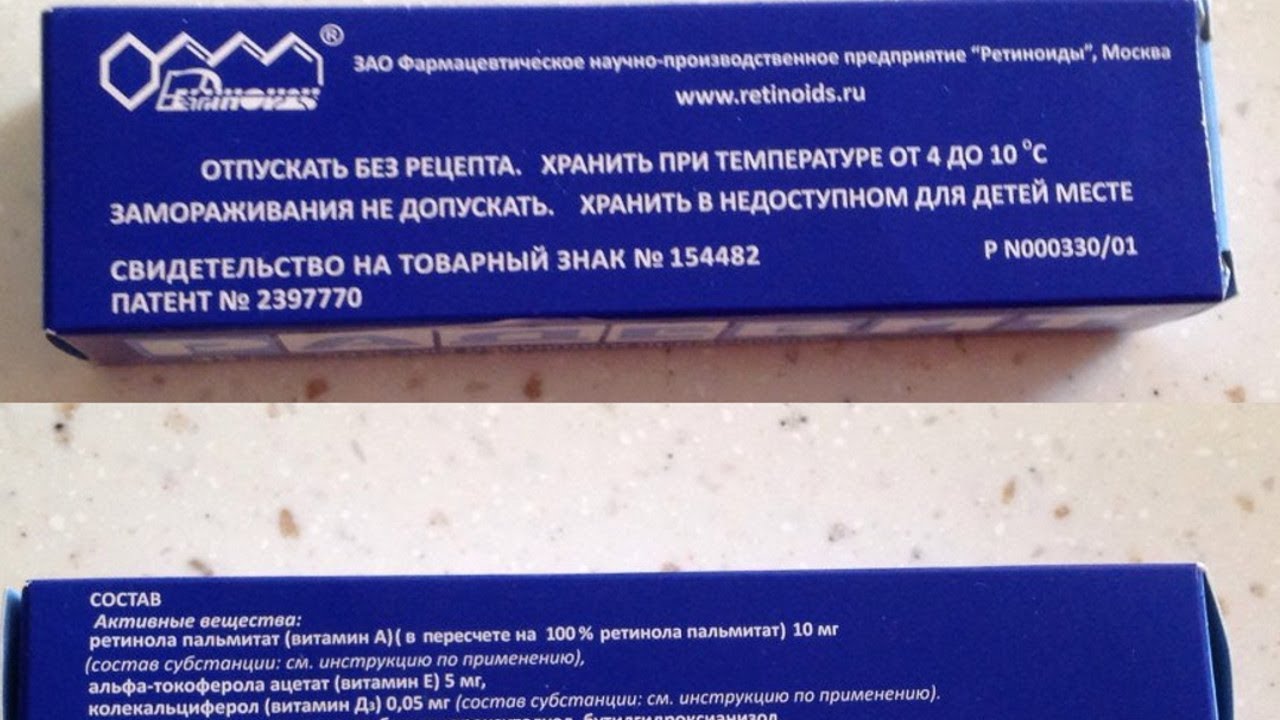 ®
ЗАО Фармацевтическое научно-производственное предприятие "Ретиноиды", Москва
www.retinoids.ru
ОТПУСКАТЬ БЕЗ РЕЦЕПТА. ХРАНИТЬ ПРИ ТЕМПЕРАТУРЕ ОТ 4 ДО 10 °С
ЗАМОРАЖИВАНИЯ НЕ ДОПУСКАТЬ. ХРАНИТЬ В НЕДОСТУПНОМ ДЛЯ ДЕТЕЙ МЕСТЕ
Р N000330/01
СВИДЕТЕЛЬСТВО НА ТОВАРНЫЙ ЗНАК № 154482
ПАТЕНТ № 2397770
СОСТАВ
Активные вещества:
ретинола пальмитат (витамин А)( в пересчете на 100% ретинола пальмитат) 10 мг
(состав субстанции: см. инструкцию по применению),
альфа-токоферола ацетат (витамин Е) 5 мг,
колекальциферол (витамин Д₃) 0,05 мг (состав субстанции: см. инструкцию по применению).
бутилгидроксианизол